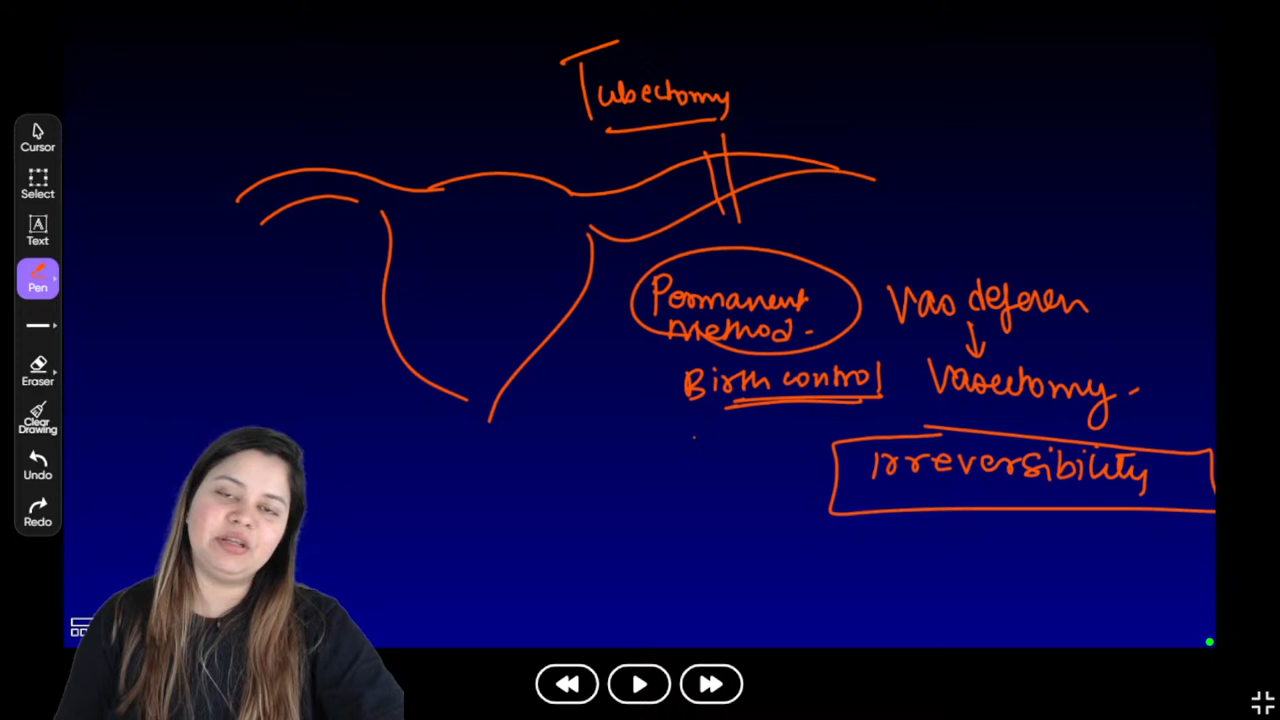 Cursor
Select
Text
Pen
Eraser
Clear
Drawing
Undo
Redo
Tubectomy
Permanent
Method.
Birth control
Vas deferen
Vasectomy.
Irreversibility